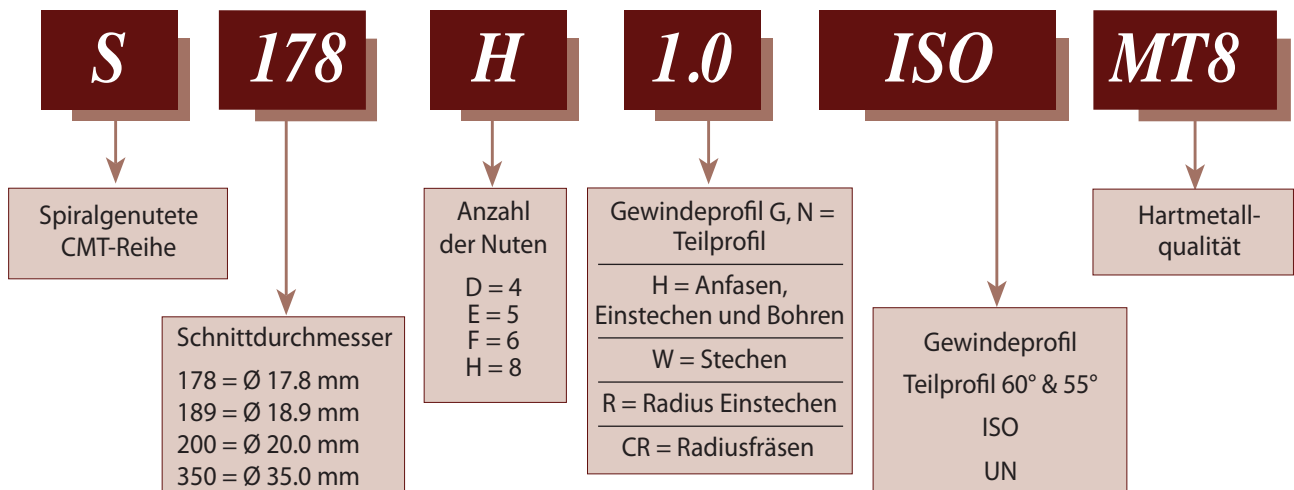 S 178 H 1.0 ISO MT8
Spiralgenutete
CMT-Reihe
Schnittdurchmesser
178 = Ø 17.8 mm
189 = Ø 18.9 mm
200 = Ø 20.0 mm
350 = Ø 35.0 mm
Anzahl
der Nuten
D = 4
E = 5
F = 6
H = 8
Gewindeprofil G, N =
Teilprofil
H = Anfasen,
Einstechen und Bohren
W = Stechen
R = Radius Einstechen
CR = Radiusfräsen
Gewindeprofil
Teilprofil 60° & 55°
ISO
UN
Hartmetall-
qualität